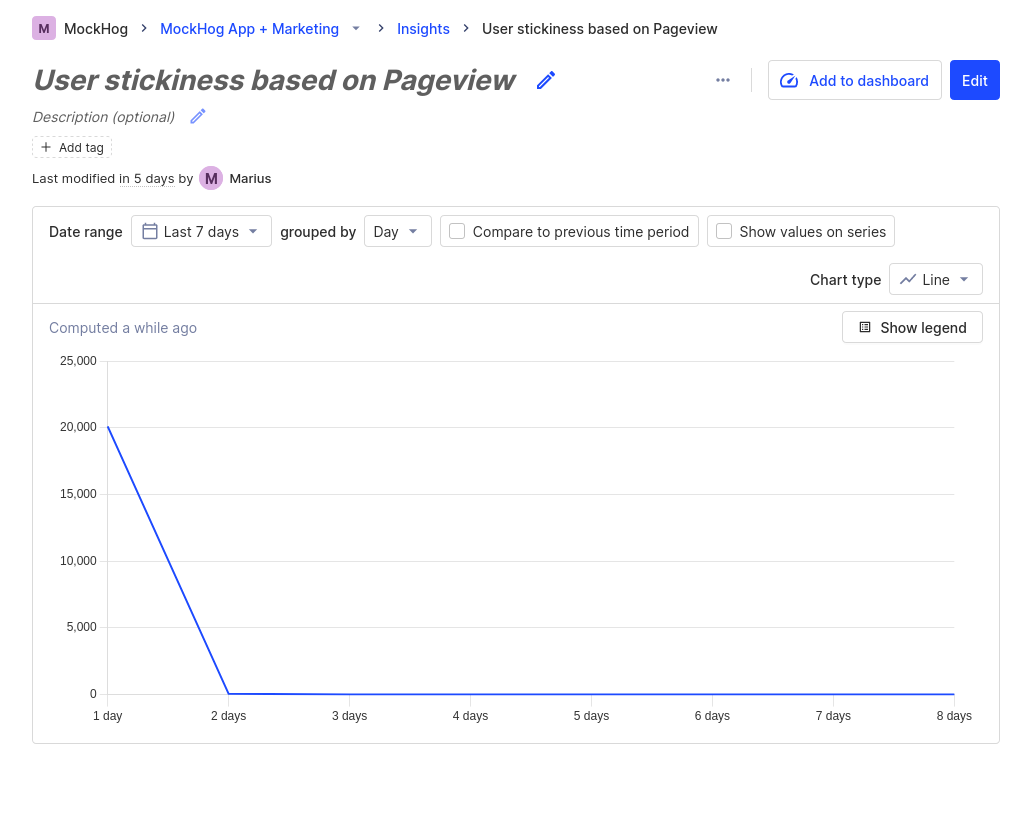 M MockHog MockHog App + Marketing Insights User stickiness based on Pageview
User stickiness based on Pageview
Add to dashboard
Edit
Description (optional)
Add tag
Last modified in 5 days by M Marius
Date range Last 7 days grouped by Day Compare to previous time period Show values on series
Chart type Line
Computed a while ago
Show legend
25,000
20,000
15,000
10,000
5,000
0
1 day 2 days 3 days 4 days 5 days 6 days 7 days 8 days